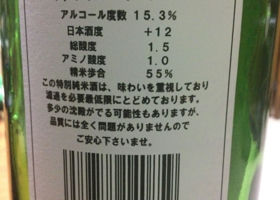 アルコール度数 15.3%
日本酒度 +12
総酸度 1.5
アミノ酸度 1.0
精米歩合 55%
この特別純米酒は、味わいを重視しており
濾過を必要最低限にとどめております。
多少の沈澱がでる可能性もありますが、
品質には全く問題がありませんので
ご安心下さいませ。